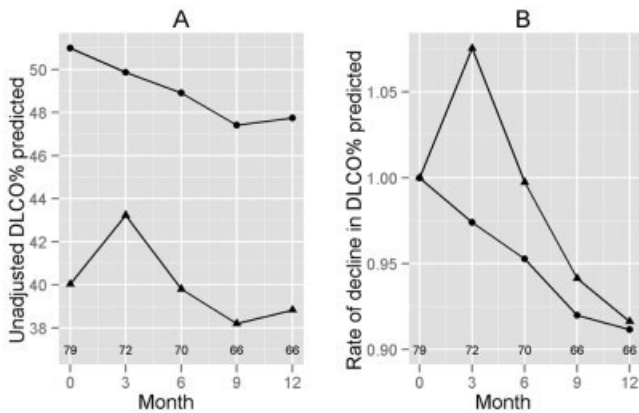 A
Unadjusted DLCO% predicted
50
48
46
44
42
40
38
79 72 70 66 66
0 3 6 9 12
Month
B
Rate of decline in DLCO% predicted
1.05
1.00
0.95
0.90
79 72 70 66 66
0 3 6 9 12
Month